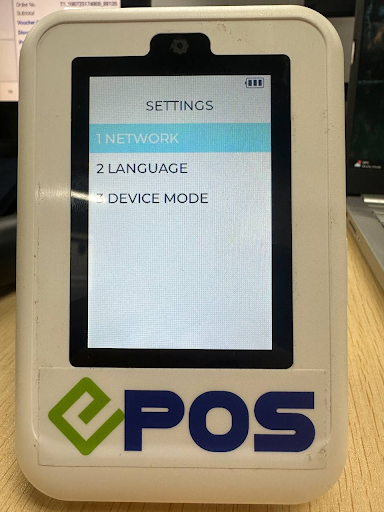 SETTINGS
1 NETWORK
2 LANGUAGE
3 DEVICE MODE
ePOS